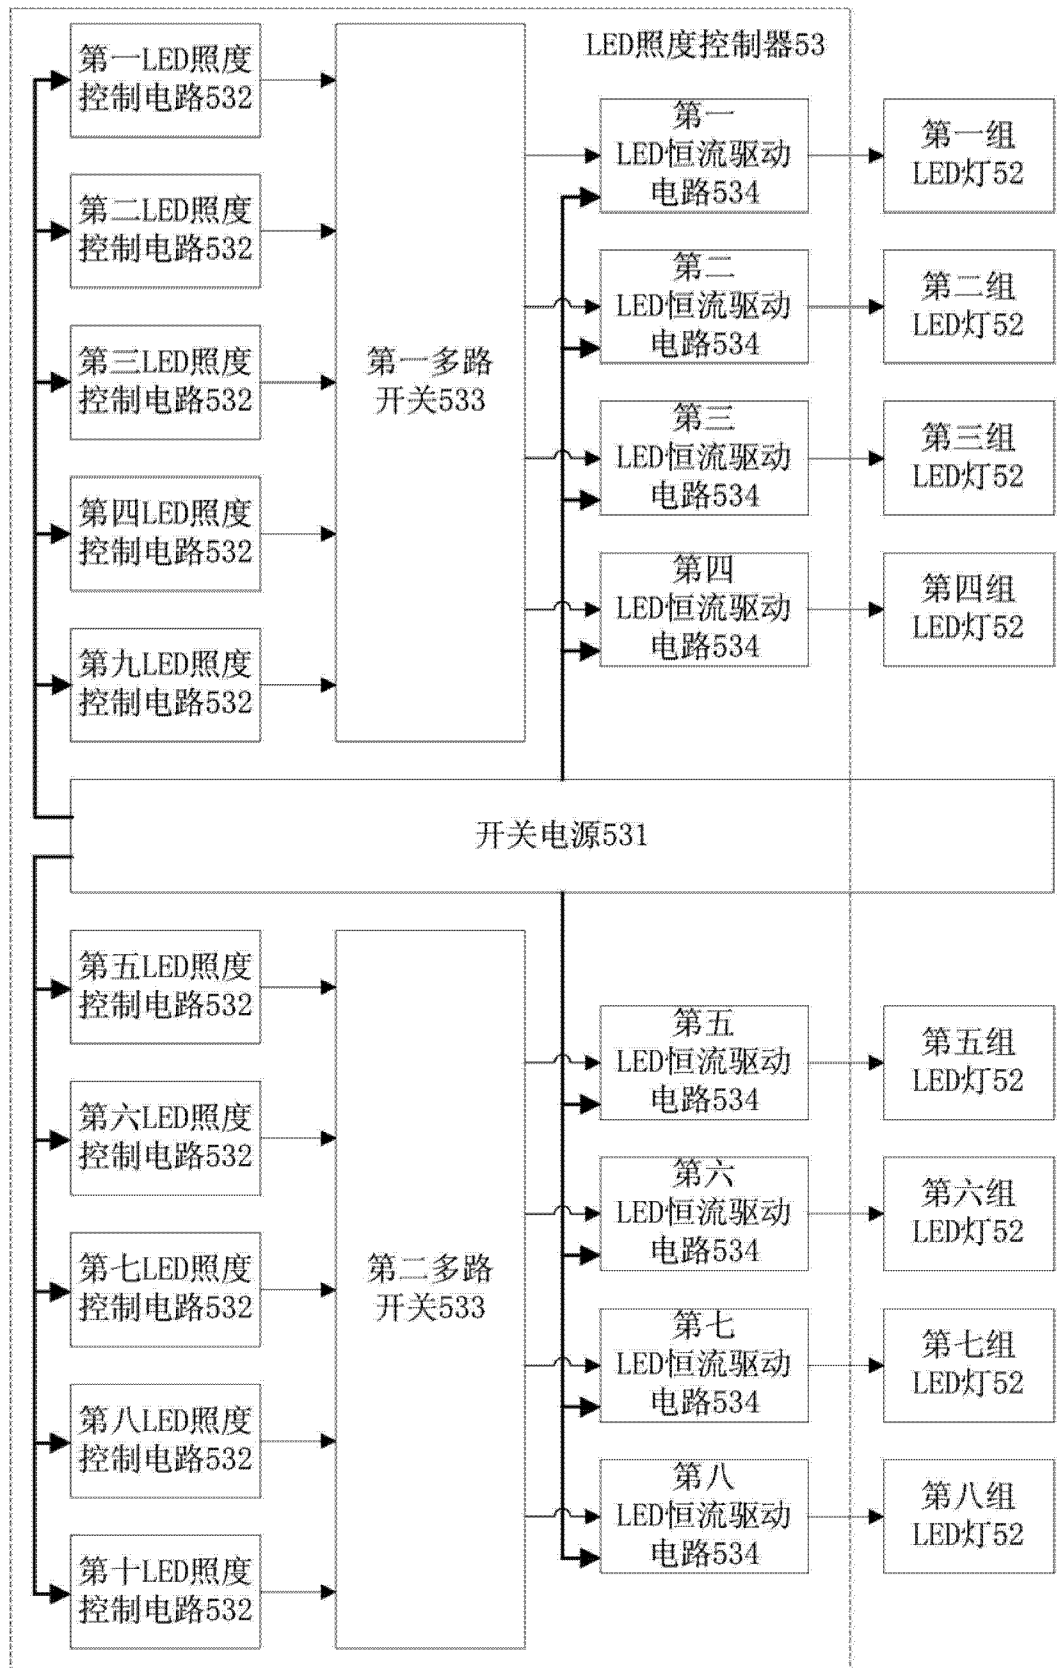 LED照度控制器53
第一LED照度
控制电路532
第二LED照度
控制电路532
第三LED照度
控制电路532
第四LED照度
控制电路532
第九LED照度
控制电路532
第一多路
开关533
第一
LED恒流驱动
电路534
第一组
LED灯52
第二
LED恒流驱动
电路534
第二组
LED灯52
第三
LED恒流驱动
电路534
第三组
LED灯52
第四
LED恒流驱动
电路534
第四组
LED灯52
开关电源531
第五LED照度
控制电路532
第六LED照度
控制电路532
第七LED照度
控制电路532
第八LED照度
控制电路532
第十LED照度
控制电路532
第二多路
开关533
第五
LED恒流驱动
电路534
第五组
LED灯52
第六
LED恒流驱动
电路534
第六组
LED灯52
第七
LED恒流驱动
电路534
第七组
LED灯52
第八
LED恒流驱动
电路534
第八组
LED灯52